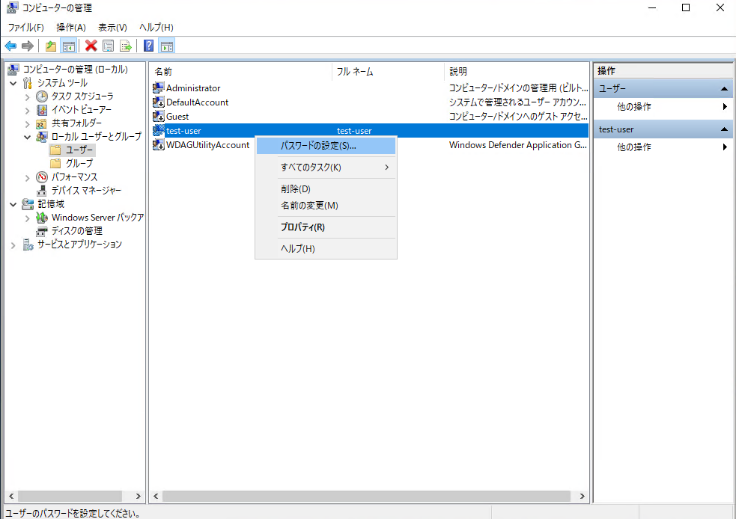 コンピューターの管理
ファイル(F) 操作(A) 表示(V) ヘルプ(H)
コンピューターの管理 (ローカル)
システム ツール
タスク スケジューラ
イベント ビューアー
共有フォルダー
ローカル ユーザーとグループ
ユーザー
グループ
パフォーマンス
デバイス マネージャー
記憶域
Windows Server バックア
ディスクの管理
サービスとアプリケーション
名前 フル ネーム 説明
Administrator コンピューター/ドメインの管理用 (ビルト...
DefaultAccount システムで管理されるユーザー アカウン...
Guest コンピューター/ドメインへのゲスト アクセ...
test-user test-user
WDAGUtilityAccount Windows Defender Application G...
パスワードの設定(S)...
すべてのタスク(K)
削除(D)
名前の変更(M)
プロパティ(R)
ヘルプ(H)
操作
ユーザー
他の操作
test-user
他の操作
ユーザーのパスワードを設定してください。